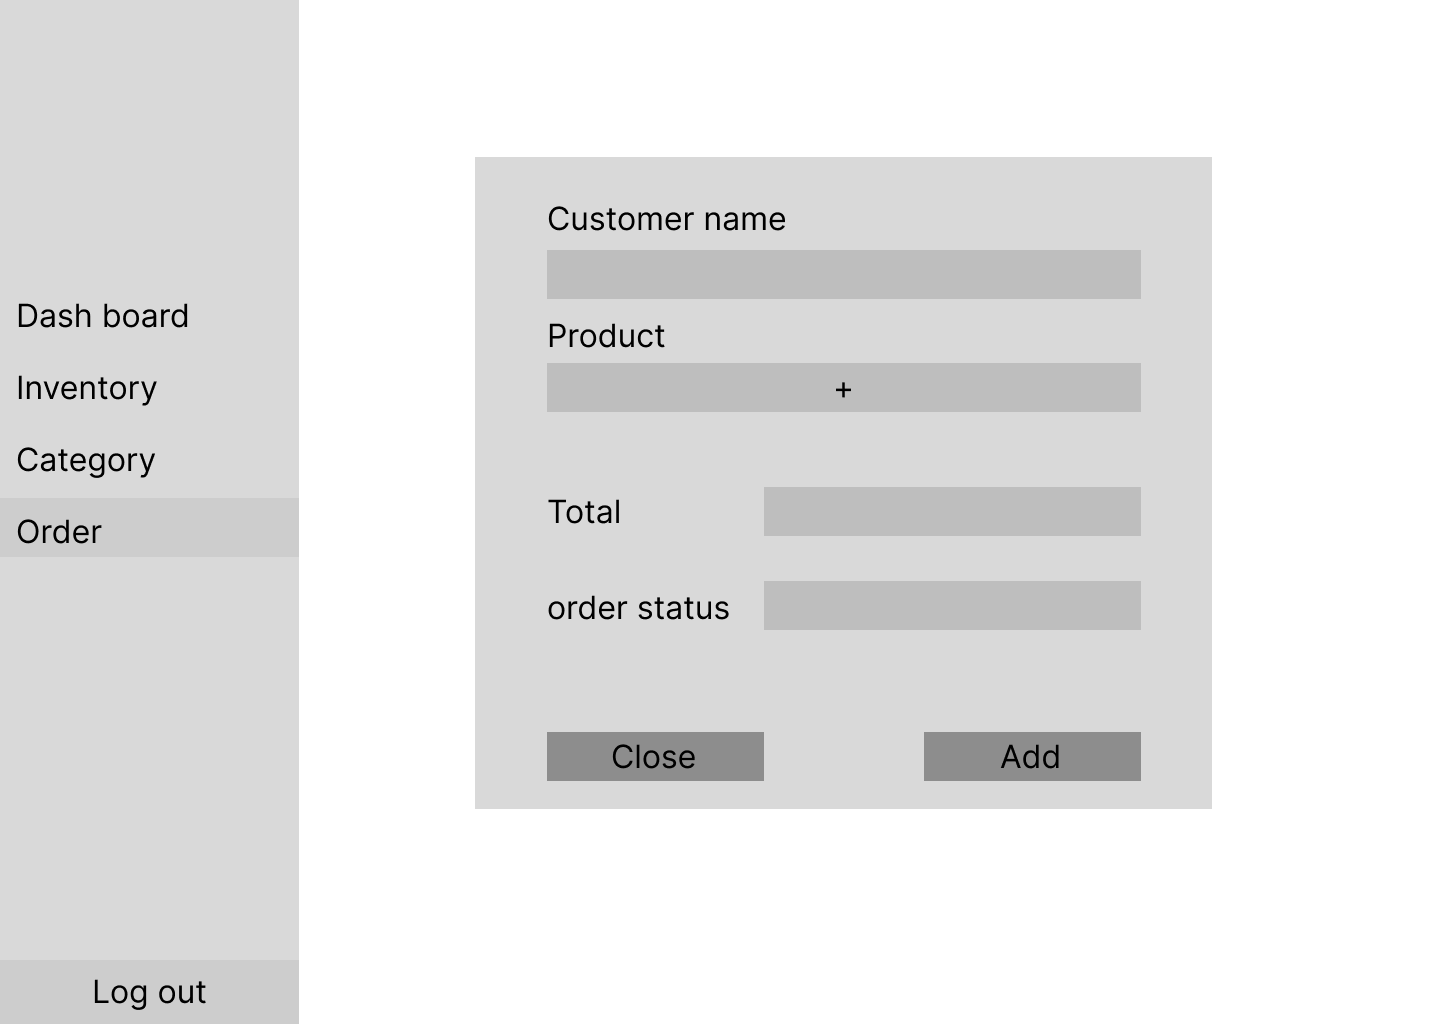 Dash board
Inventory
Category
Order
Log out
Customer name
Product
+
Total
order status
Close
Add